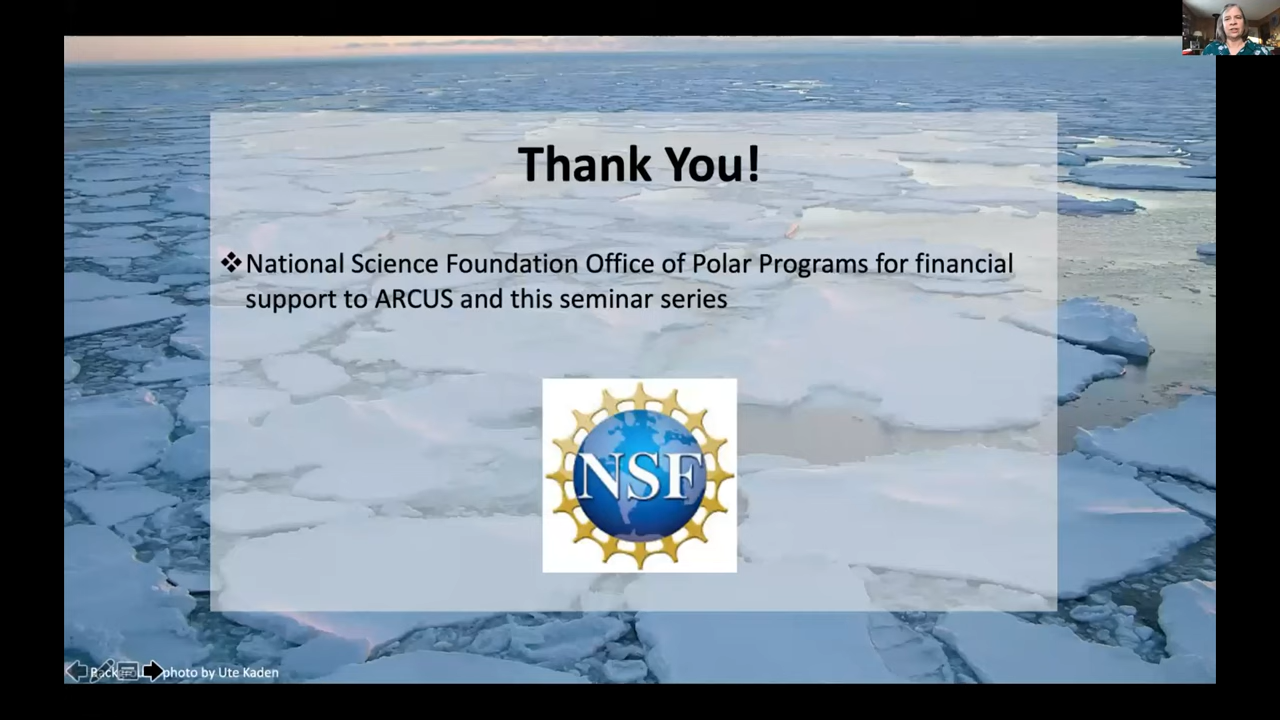 Thank You!
❖National Science Foundation Office of Polar Programs for financial
support to ARCUS and this seminar series
NSF
photo by Ute Kaden